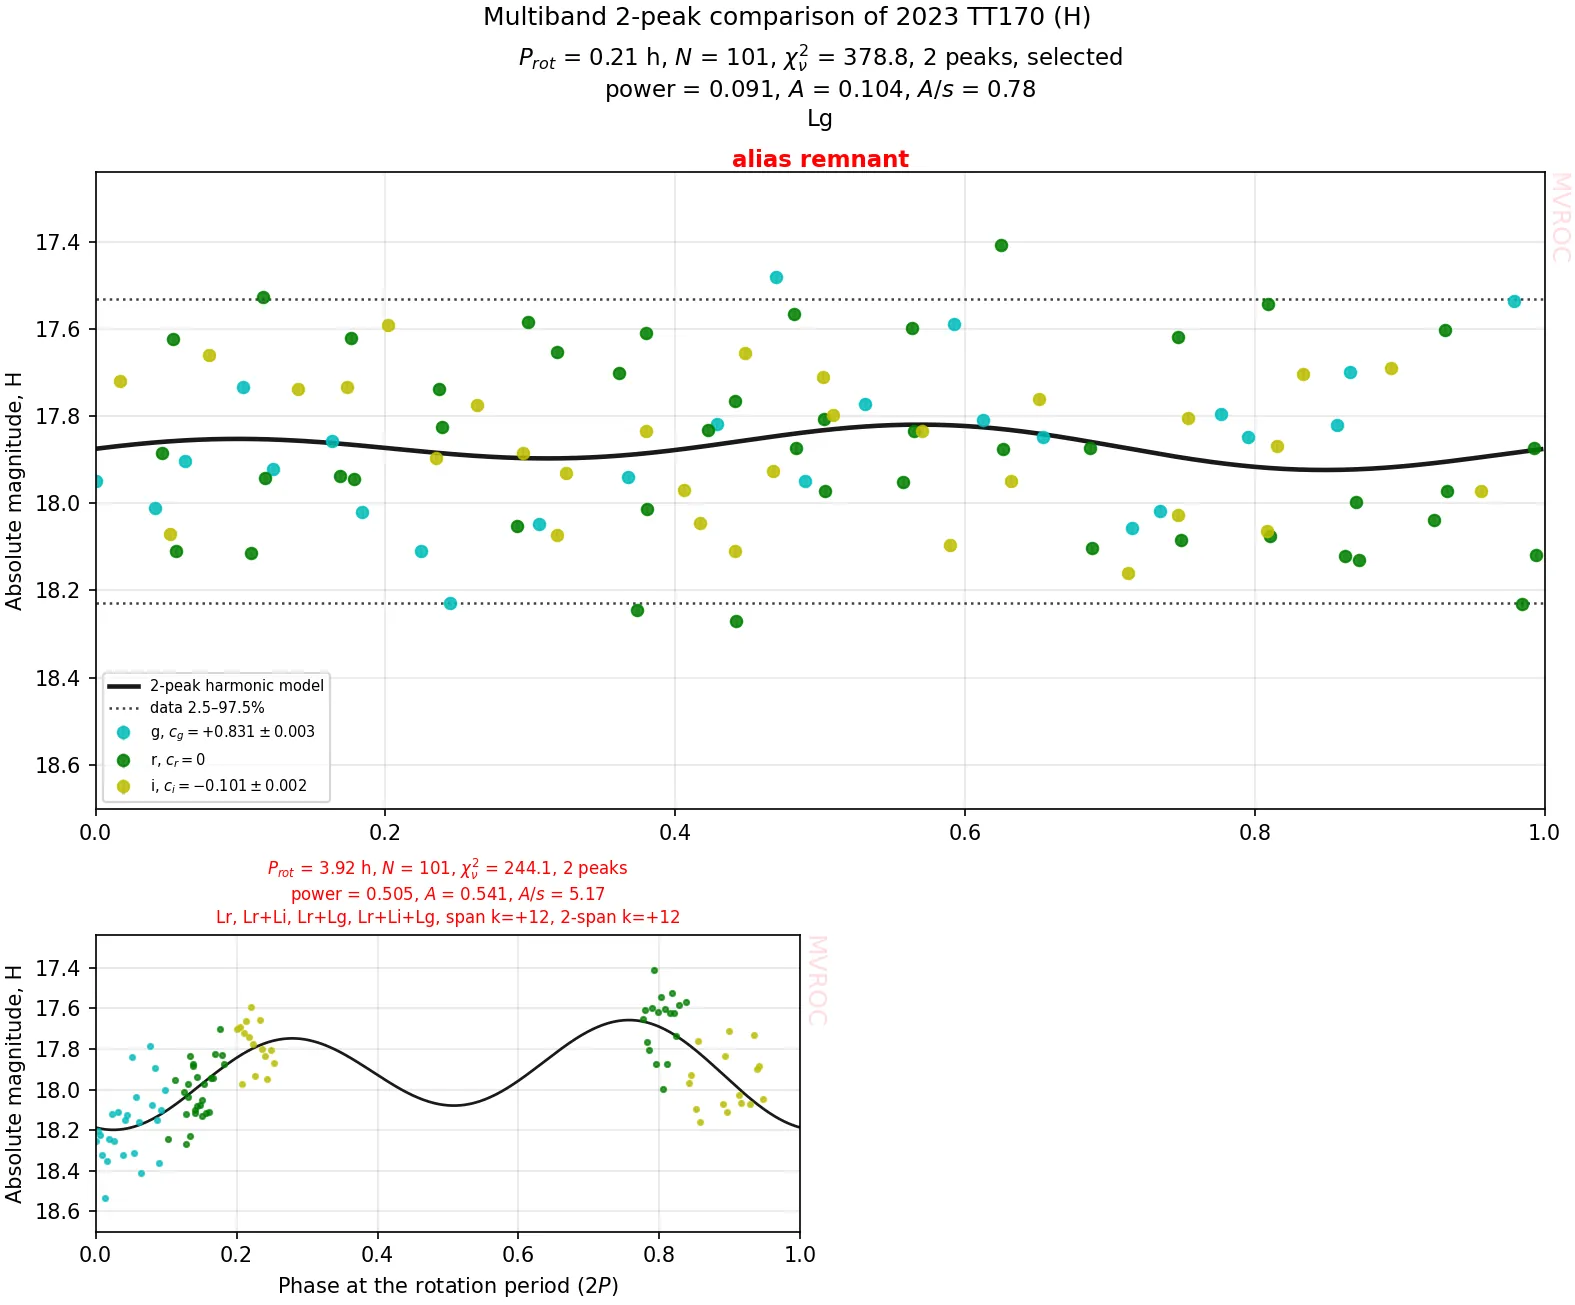 Multiband 2-peak comparison of 2023 TT170 (H)
P_rot = 0.21 h, N = 101, χ²_ν = 378.8, 2 peaks, selected
power = 0.091, A = 0.104, A/s = 0.78
Lg
alias remnant
MVROC
Absolute magnitude, H
17.4
17.6
17.8
18.0
18.2
18.4
18.6
2-peak harmonic model
data 2.5–97.5%
g, c_g = +0.831 ± 0.003
r, c_r = 0
i, c_i = −0.101 ± 0.002
0.0 0.2 0.4 0.6 0.8 1.0
P_rot = 3.92 h, N = 101, χ²_ν = 244.1, 2 peaks
power = 0.505, A = 0.541, A/s = 5.17
Lr, Lr+Li, Lr+Lg, Lr+Li+Lg, span k=+12, 2-span k=+12
MVROC
Absolute magnitude, H
17.4
17.6
17.8
18.0
18.2
18.4
18.6
0.0 0.2 0.4 0.6 0.8 1.0
Phase at the rotation period (2P)